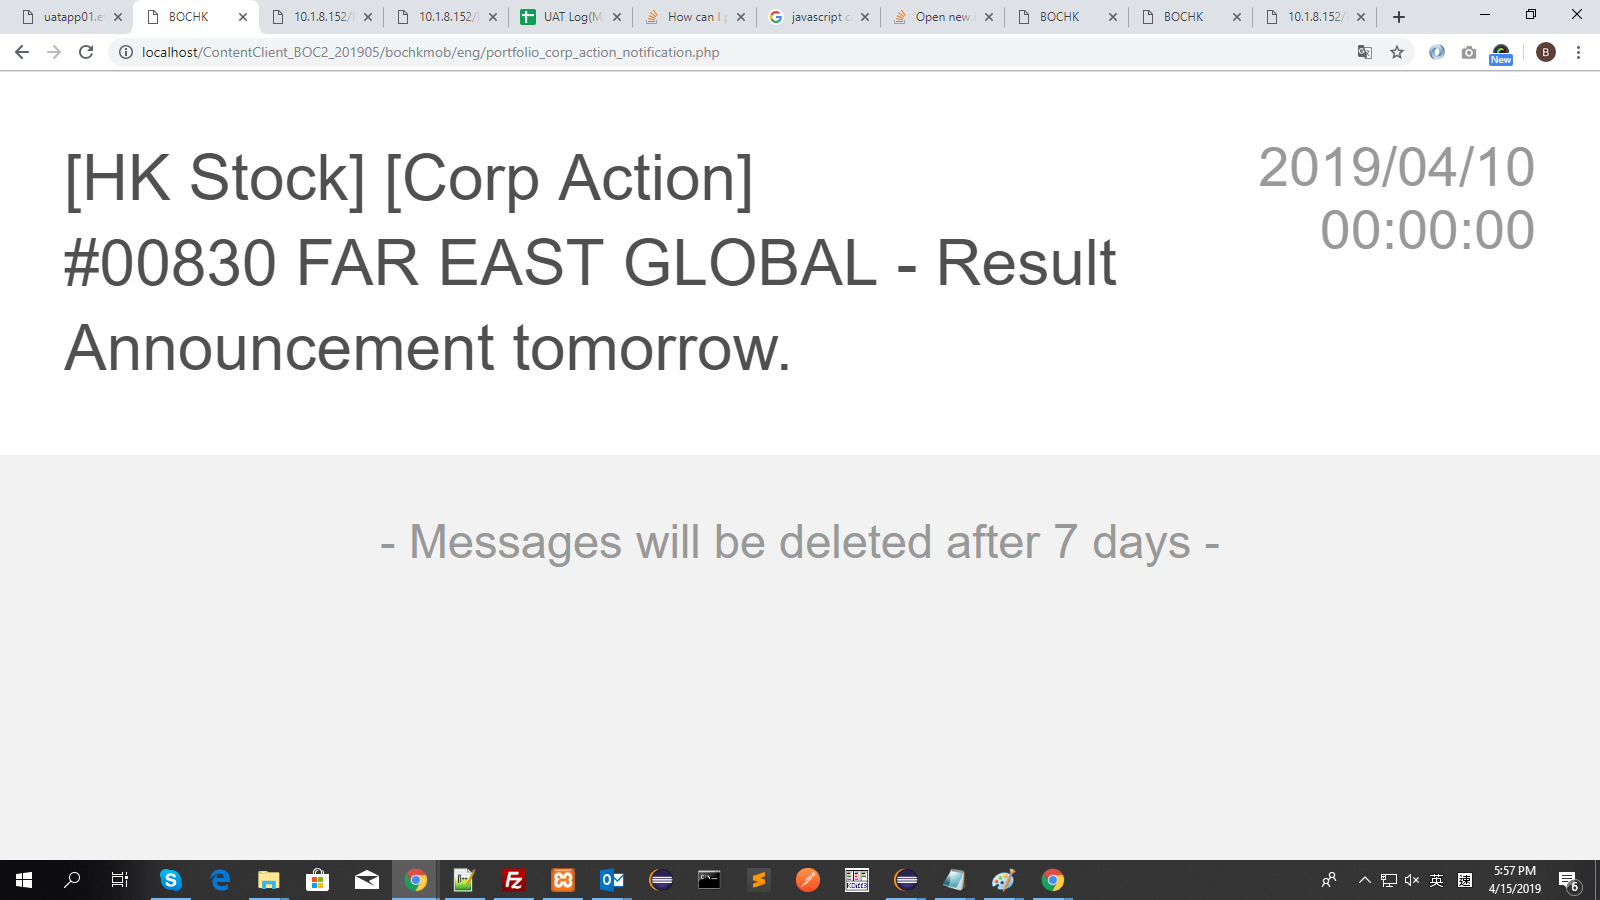 uatapp01.e
BOCHK
10.1.8.152/
10.1.8.152/
UAT Log(M
How can I
javascript c
Open new
BOCHK
BOCHK
10.1.8.152/
localhost/ContentClient_BOC2_201905/bochkmob/eng/portfolio_corp_action_notification.php
New
B
[HK Stock] [Corp Action]
#00830 FAR EAST GLOBAL - Result
Announcement tomorrow.
2019/04/10
00:00:00
- Messages will be deleted after 7 days -
KDiff3
英
5:57 PM
4/15/2019
6